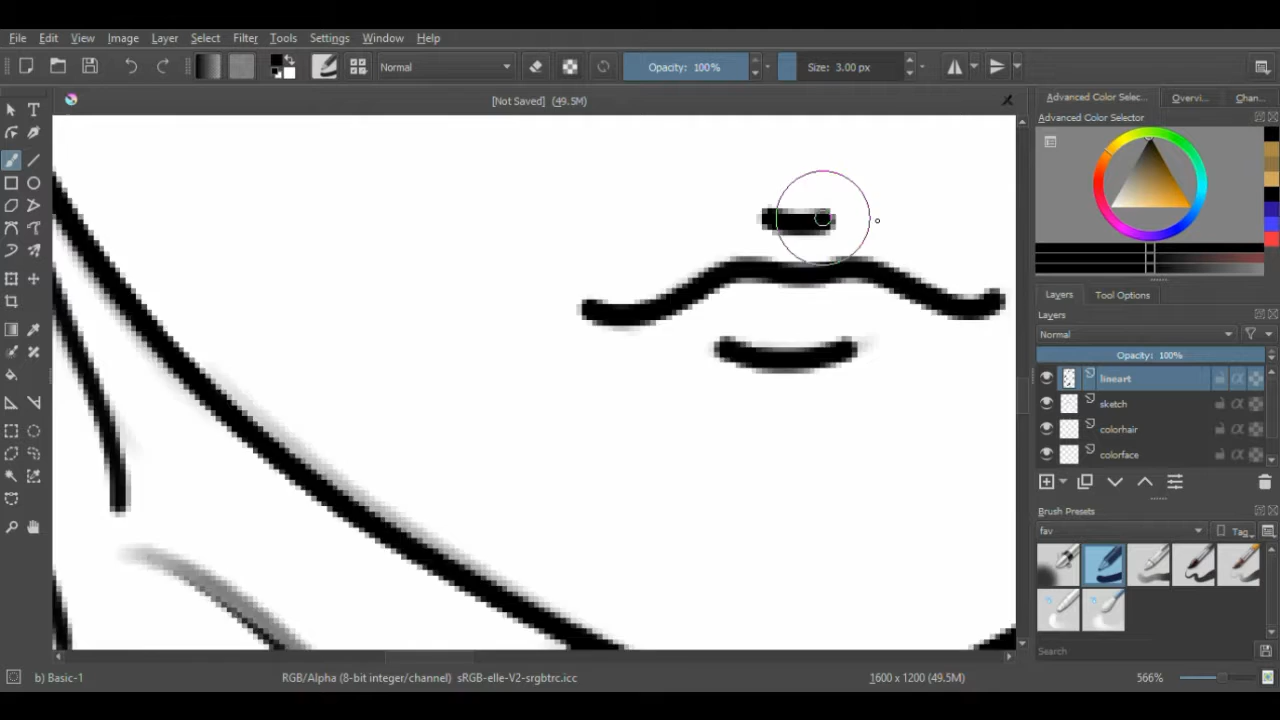 File Edit View Image Layer Select Filter Tools Settings Window Help
Normal Opacity: 100% Size: 3.00 px
[Not Saved] (49.5M)
Advanced Color Selec... Overvi... Chan...
Advanced Color Selector
Layers Tool Options
Layers
Normal
Opacity: 100%
lineart
sketch
colorhair
colorface
Brush Presets
fav Tag
Search
b) Basic-1 RGB/Alpha (8-bit integer/channel) sRGB-elle-V2-srgbtrc.icc 1600 x 1200 (49.5M) 566%